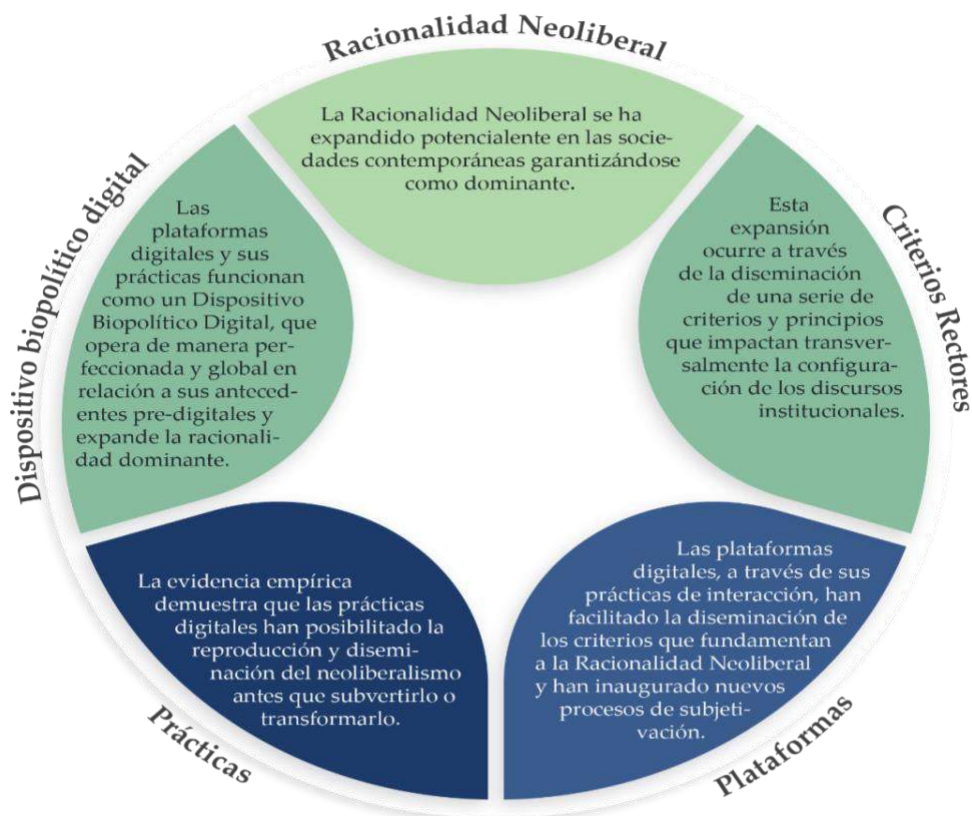 Racionalidad Neoliberal
La Racionalidad Neoliberal se ha
expandido potencialente en las socie-
dades contemporáneas garantizándose
como dominante.
Criterios Rectores
Esta
expansión
ocurre a través
de la diseminación
de una serie de
criterios y principios
que impactan transver-
salmente la configura-
ción de los discursos
institucionales.
Plataformas
Las plataformas
digitales, a través de sus
prácticas de interacción, han
facilitado la diseminación de
los criterios que fundamentan
a la Racionalidad Neoliberal
y han inaugurado nuevos
procesos de subjeti-
vación.
Prácticas
La evidencia empírica
demuestra que las prácticas
digitales han posibilitado la
reproducción y disemi-
nación del neoliberalismo
antes que subvertirlo o
transformarlo.
Dispositivo biopolítico digital
Las
plataformas
digitales y sus
prácticas funcionan
como un Dispositivo
Biopolítico Digital, que
opera de manera per-
feccionada y global en
relación a sus anteced-
entes pre-digitales y
expande la racionali-
dad dominante.